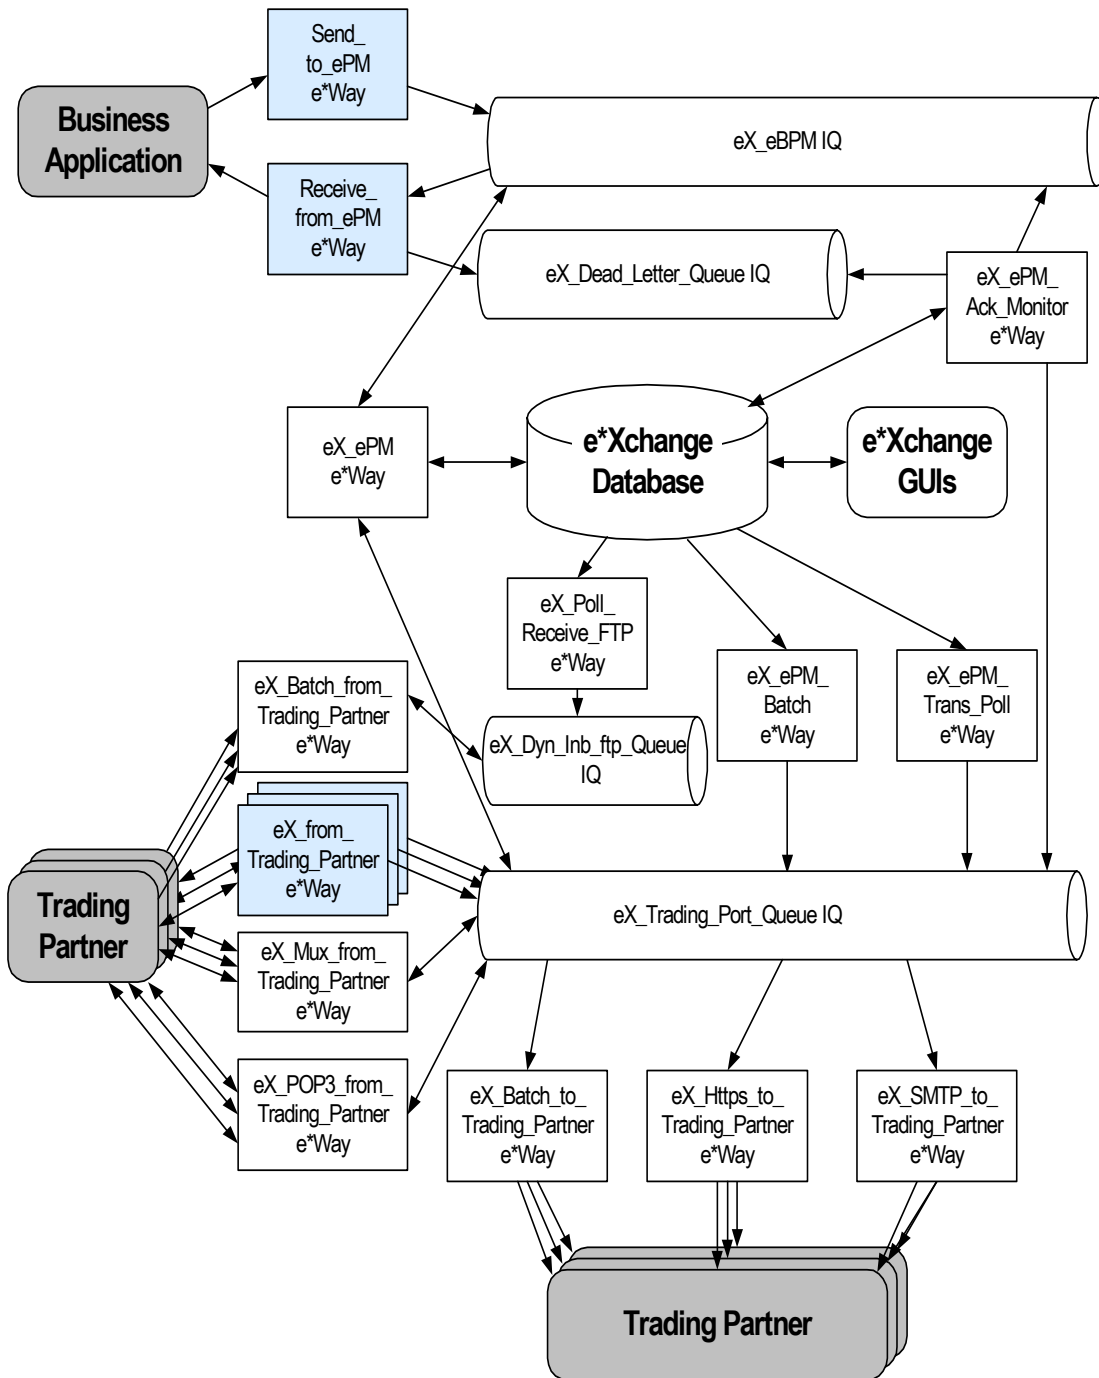 Send_
to_ePM
e*Way
Business
Application
eX_eBPM IQ
Receive_
from_ePM
e*Way
eX_Dead_Letter_Queue IQ
eX_ePM_
Ack_Monitor
e*Way
eX_ePM
e*Way
e*Xchange
Database
e*Xchange
GUIs
eX_Poll_
Receive_FTP
e*Way
eX_Batch_from_
Trading_Partner
e*Way
eX_ePM_
Batch
e*Way
eX_ePM_
Trans_Poll
e*Way
eX_Dyn_Inb_ftp_Queue
IQ
eX_from_
Trading_Partner
e*Way
Trading
Partner
eX_Trading_Port_Queue IQ
eX_Mux_from_
Trading_Partner
e*Way
eX_POP3_from_
Trading_Partner
e*Way
eX_Batch_to_
Trading_Partner
e*Way
eX_Https_to_
Trading_Partner
e*Way
eX_SMTP_to_
Trading_Partner
e*Way
Trading Partner